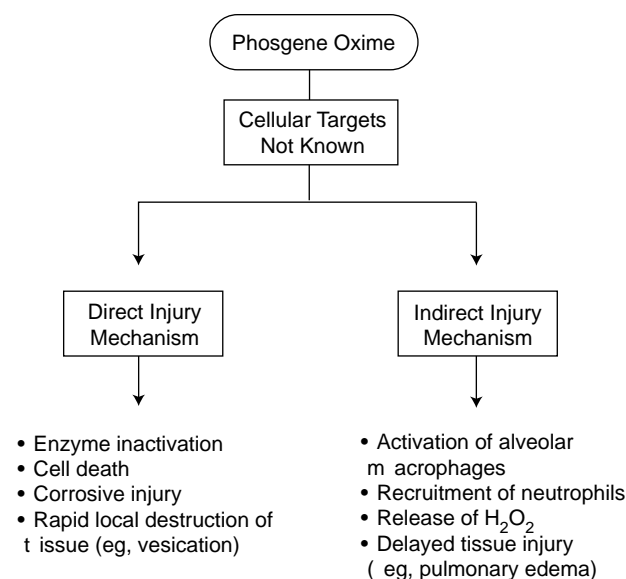 Phosgene Oxime
Cellular Targets
Not Known
Direct Injury
Mechanism
Indirect Injury
Mechanism
• Enzyme inactivation
• Cell death
• Corrosive injury
• Rapid local destruction of
t issue (eg, vesication)
• Activation of alveolar
m acrophages
• Recruitment of neutrophils
• Release of H₂O₂
• Delayed tissue injury
( eg, pulmonary edema)